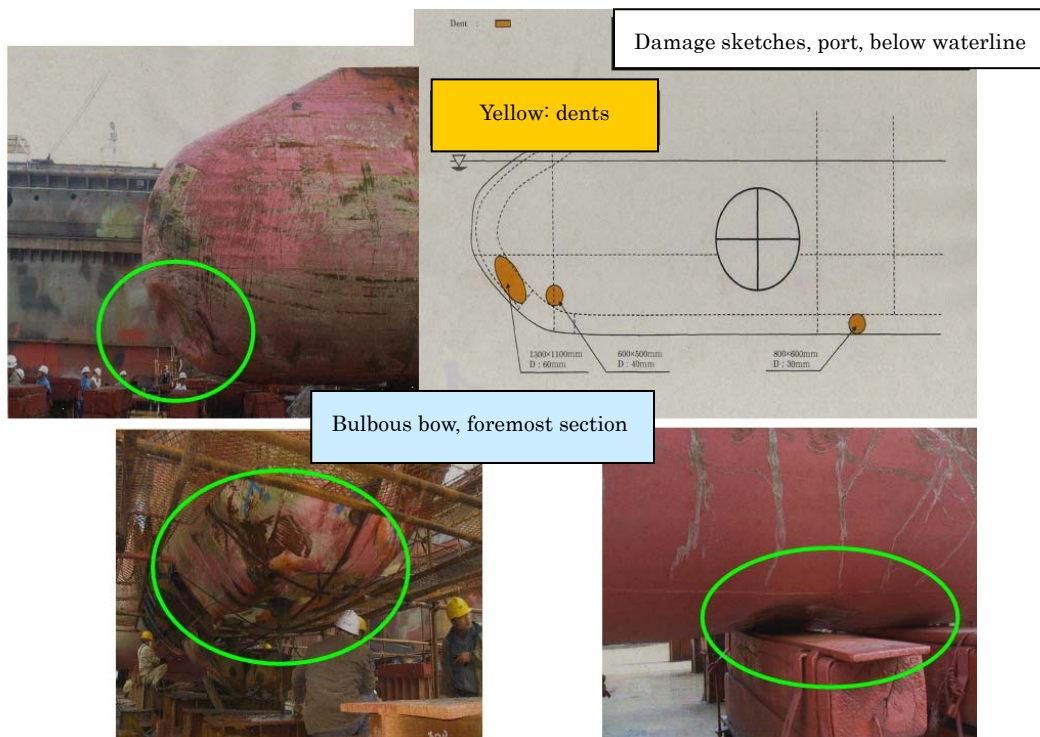 Dent :
Damage sketches, port, below waterline
Yellow: dents
1300×1100mm
D : 60mm
600×500mm
D : 40mm
800×600mm
D : 30mm
Bulbous bow, foremost section